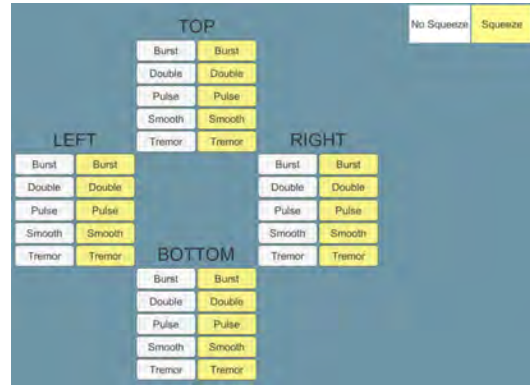 TOP
No Squeeze Squeeze
Burst Burst
Double Double
Pulse Pulse
Smooth Smooth
Tremor Tremor
LEFT
Burst Burst
Double Double
Pulse Pulse
Smooth Smooth
Tremor Tremor
RIGHT
Burst Burst
Double Double
Pulse Pulse
Smooth Smooth
Tremor Tremor
BOTTOM
Burst Burst
Double Double
Pulse Pulse
Smooth Smooth
Tremor Tremor